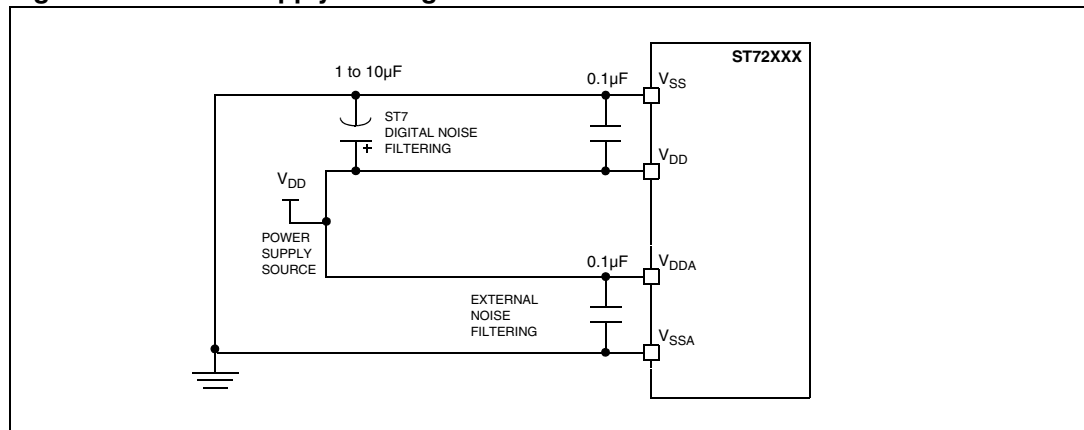 ST72XXX
1 to 10µF
0.1µF
VSS
ST7
DIGITAL NOISE
FILTERING
+
VDD
VDD
POWER
SUPPLY
SOURCE
0.1µF
VDDA
EXTERNAL
NOISE
FILTERING
VSSA